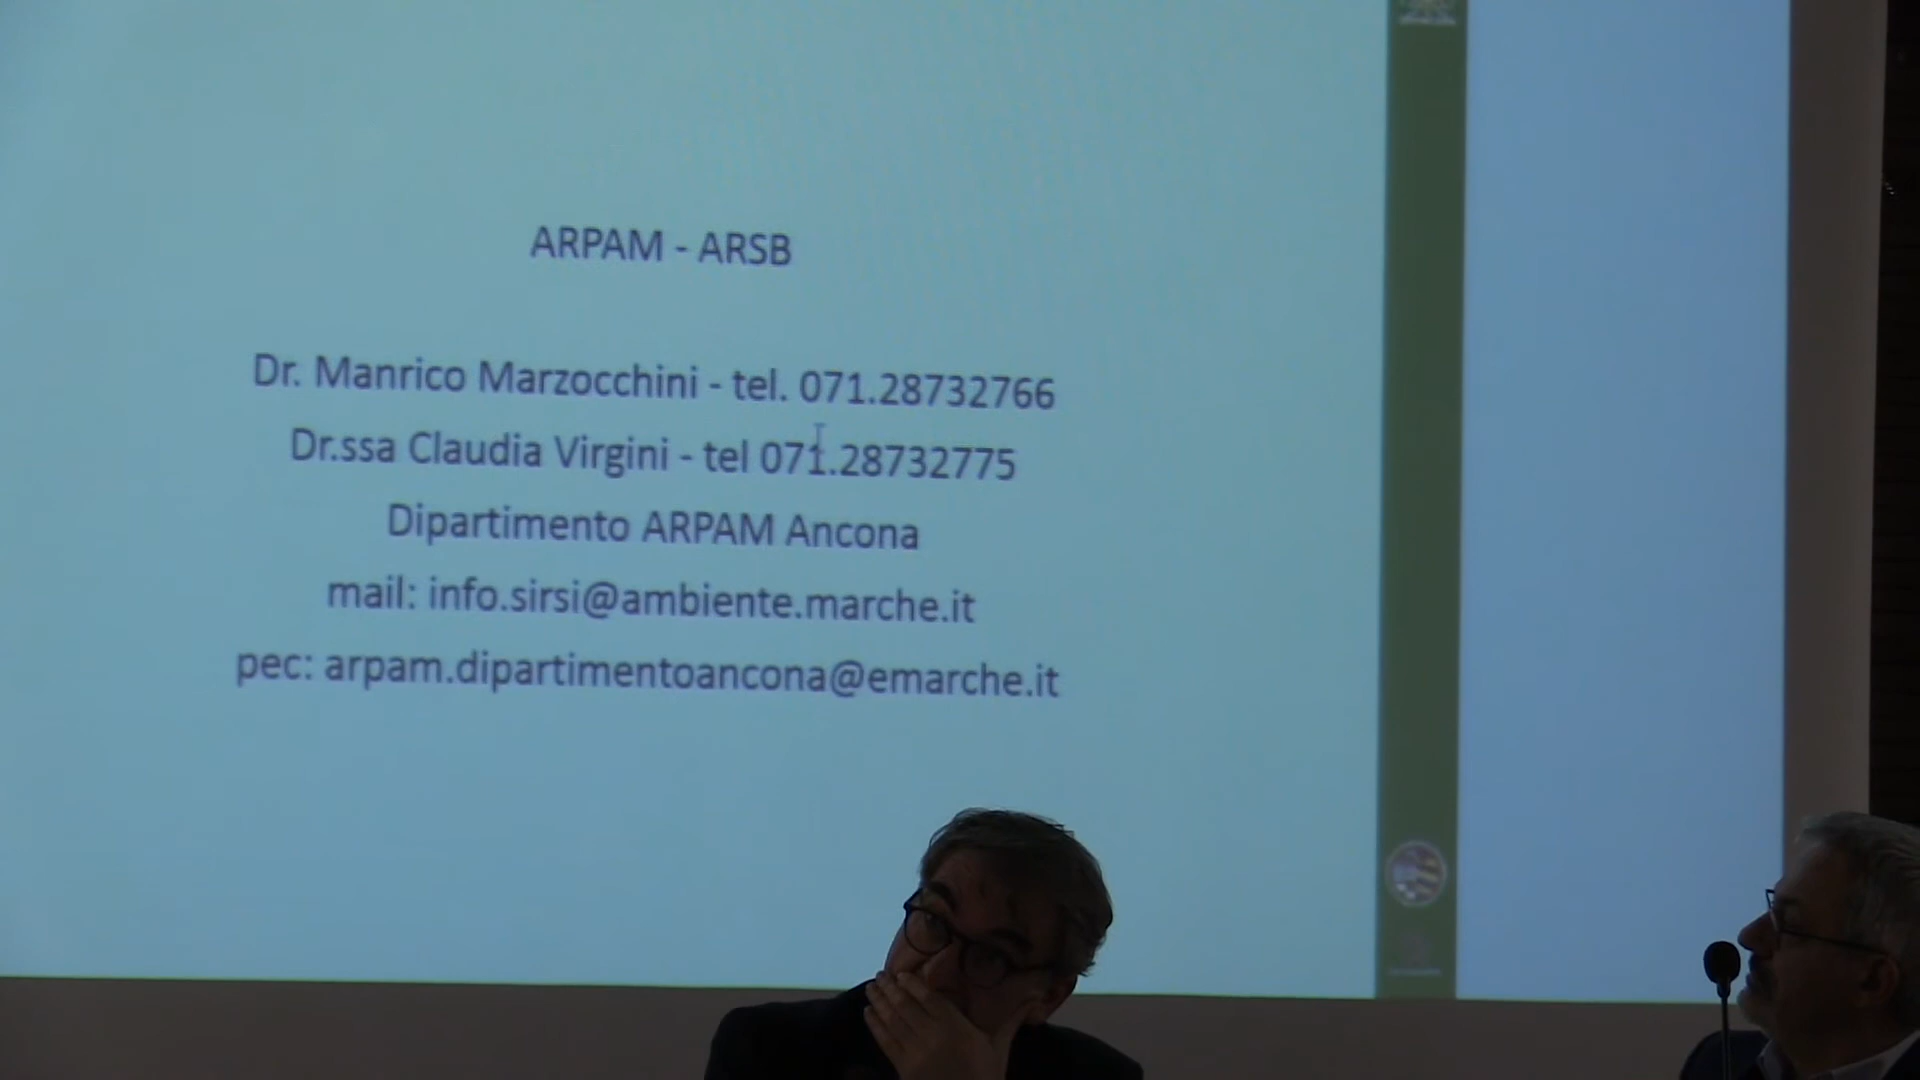 ARPAM - ARSB
Dr. Manrico Marzocchini - tel. 071.28732766
Dr.ssa Claudia Virgini - tel 071.28732775
Dipartimento ARPAM Ancona
mail: info.sirsi@ambiente.marche.it
pec: arpam.dipartimentoancona@emarche.it